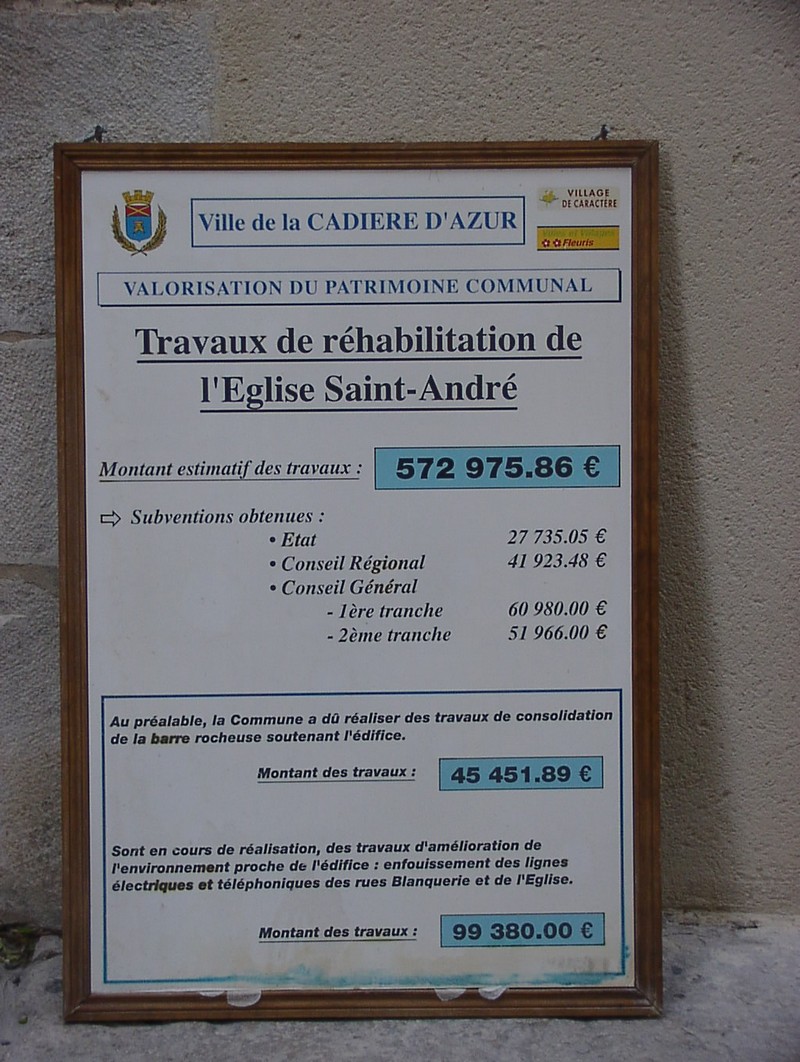 Ville de la CADIERE D'AZUR
VILLAGE
DE CARACTÈRE
Villes et Villages
Fleuris
VALORISATION DU PATRIMOINE COMMUNAL
Travaux de réhabilitation de
l'Eglise Saint-André
Montant estimatif des travaux : 572 975.86 €
⇨ Subventions obtenues :
• Etat 27 735.05 €
• Conseil Régional 41 923.48 €
• Conseil Général
- 1ère tranche 60 980.00 €
- 2ème tranche 51 966.00 €
Au préalable, la Commune a dû réaliser des travaux de consolidation
de la barre rocheuse soutenant l'édifice.
Montant des travaux : 45 451.89 €
Sont en cours de réalisation, des travaux d'amélioration de
l'environnement proche de l'édifice : enfouissement des lignes
électriques et téléphoniques des rues Blanquerie et de l'Eglise.
Montant des travaux : 99 380.00 €